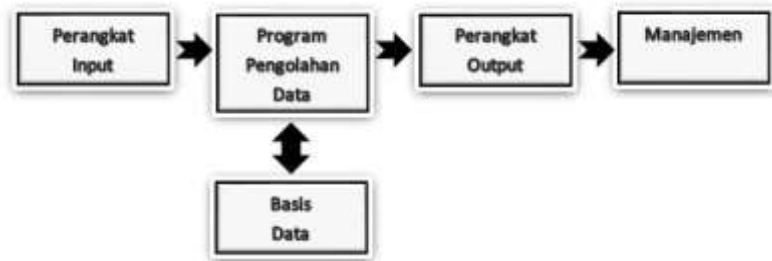 Perangkat
Input
Program
Pengolahan
Data
Perangkat
Output
Manajemen
Basis
Data